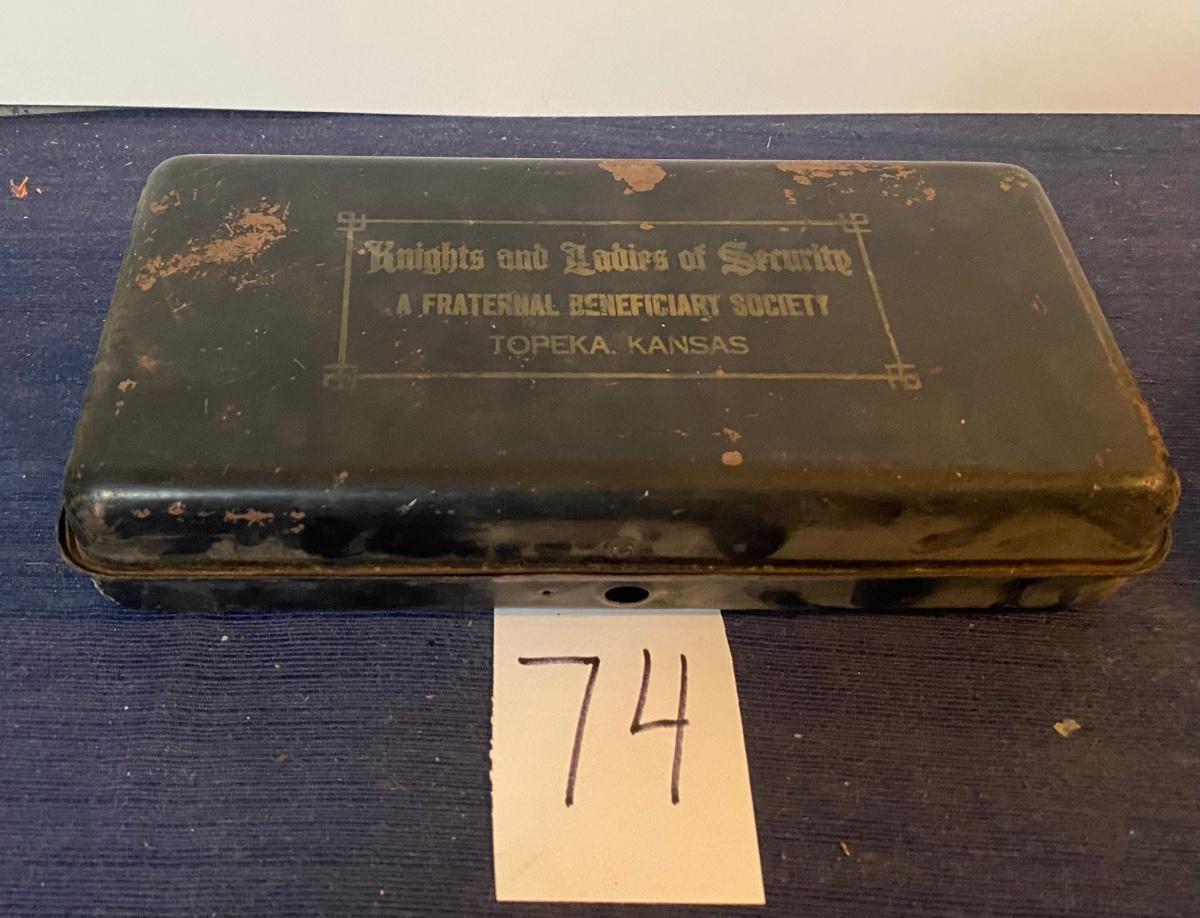 Knights and Ladies of Security
A FRATERNAL BENEFICIARY SOCIETY
TOPEKA. KANSAS
74